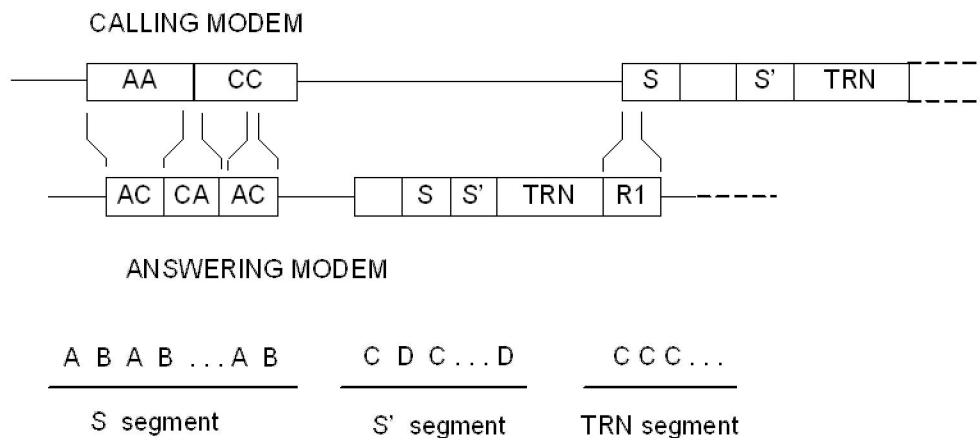 CALLING MODEM
AA CC S S' TRN
AC CA AC S S' TRN R1
ANSWERING MODEM
A B A B ... A B C D C ... D C C C ...
S segment S' segment TRN segment